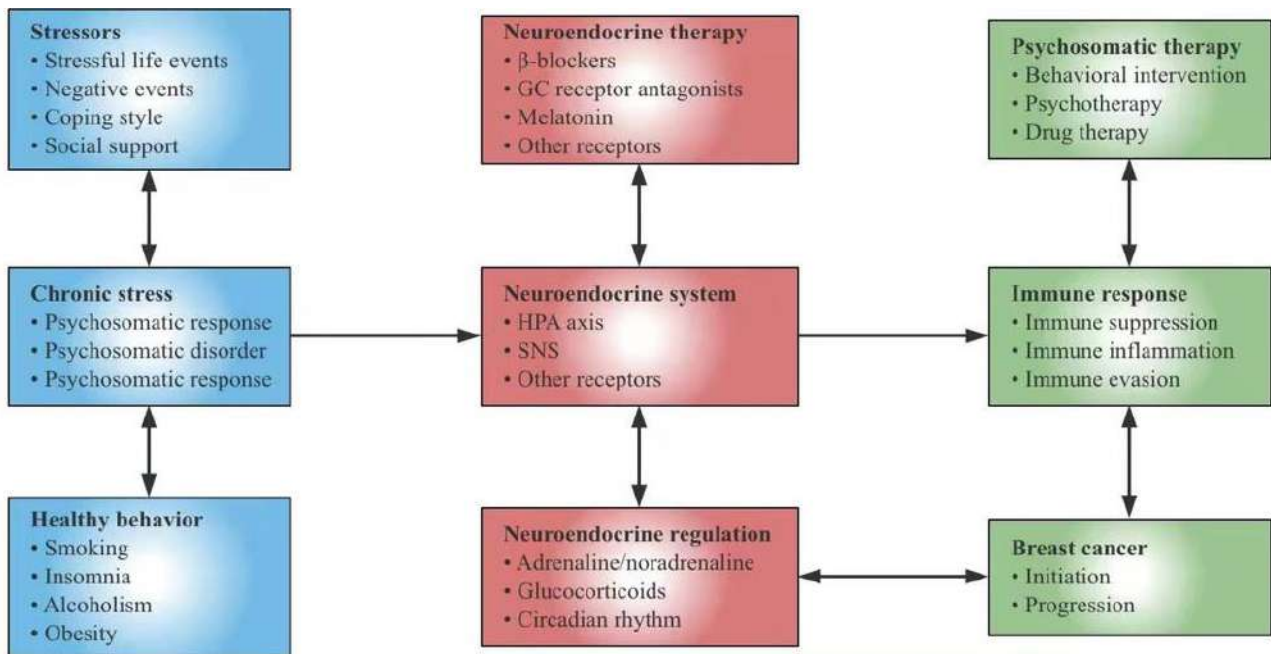 Stressors
• Stressful life events
• Negative events
• Coping style
• Social support
Neuroendocrine therapy
• β-blockers
• GC receptor antagonists
• Melatonin
• Other receptors
Psychosomatic therapy
• Behavioral intervention
• Psychotherapy
• Drug therapy
Chronic stress
• Psychosomatic response
• Psychosomatic disorder
• Psychosomatic response
Neuroendocrine system
• HPA axis
• SNS
• Other receptors
Immune response
• Immune suppression
• Immune inflammation
• Immune evasion
Healthy behavior
• Smoking
• Insomnia
• Alcoholism
• Obesity
Neuroendocrine regulation
• Adrenaline/noradrenaline
• Glucocorticoids
• Circadian rhythm
Breast cancer
• Initiation
• Progression